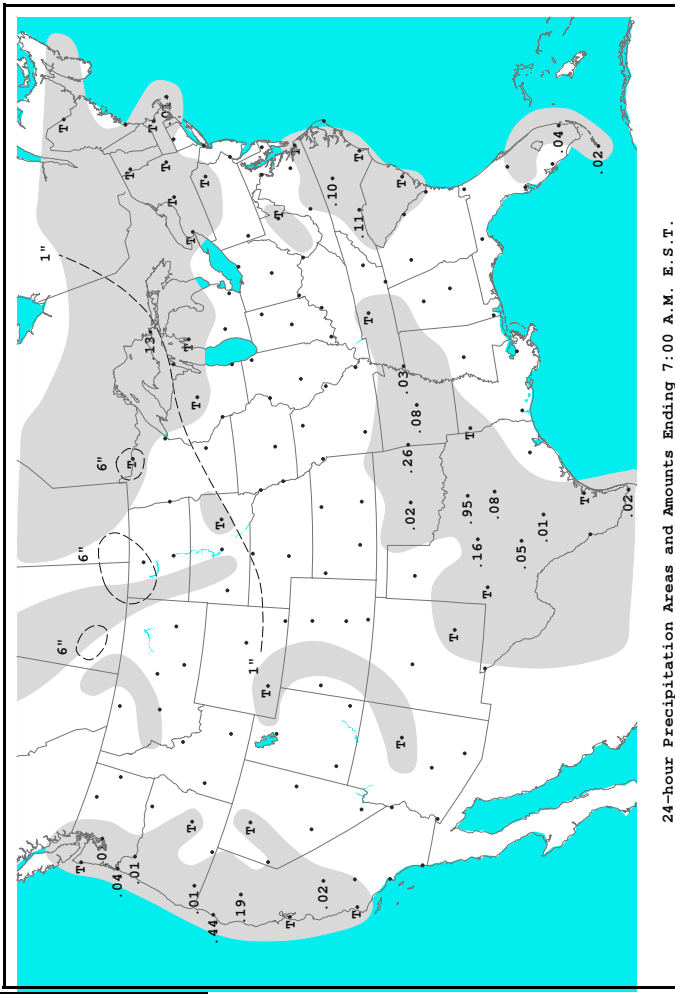 1"
6"
T
T
6"
6"
.04
T
T
.01
.13
T
.01
T
T
T
T
T
.01
T
T
.44
T
.19
T
1"
T
T
T
T
.02
.10
T
.11
T
T
T
T
.03
.26
.02
.08
T
.95
T
.16
T
.08
.05
.01
.04
T
.02
.02
24-hour Precipitation Areas and Amounts Ending 7:00 A.M. E.S.T.